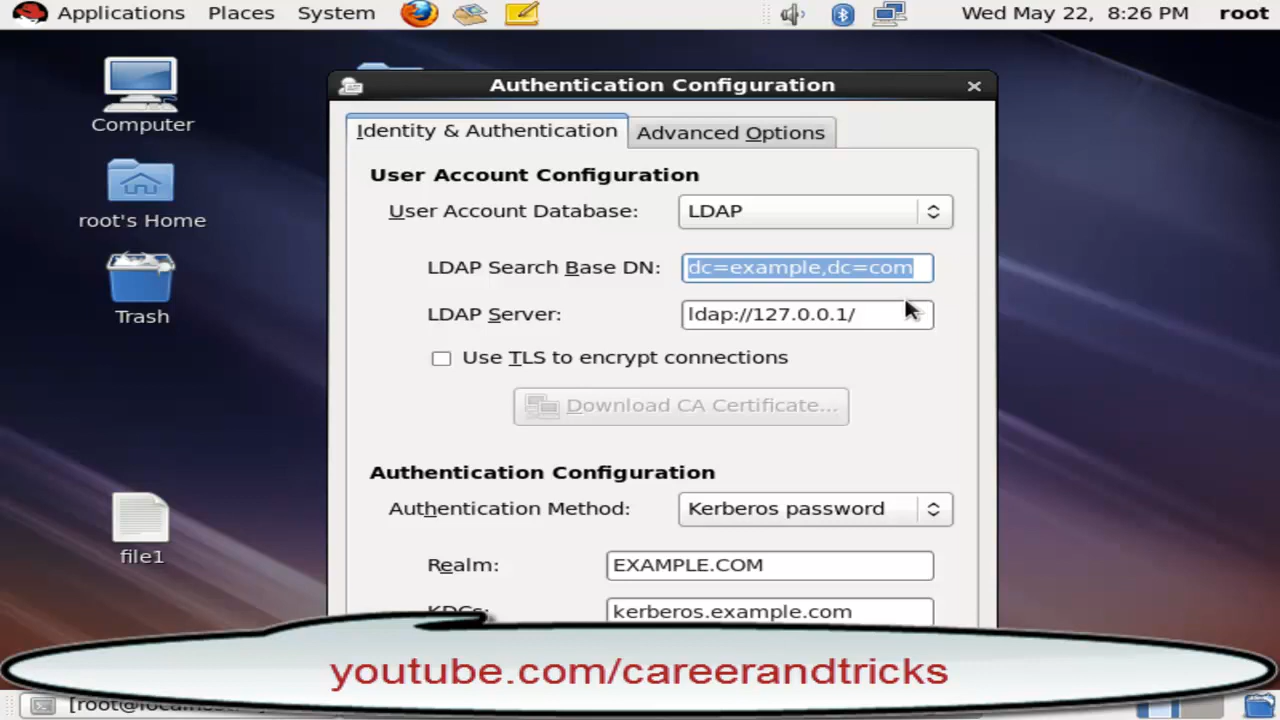 Applications Places System Wed May 22, 8:26 PM root
Authentication Configuration
Computer
Identity & Authentication Advanced Options
User Account Configuration
root's Home
User Account Database: LDAP
LDAP Search Base DN: dc=example,dc=com
Trash
LDAP Server: ldap://127.0.0.1/
Use TLS to encrypt connections
Download CA Certificate...
Authentication Configuration
Authentication Method: Kerberos password
file1
Realm: EXAMPLE.COM
KDCs: kerberos.example.com
youtube.com/careerandtricks